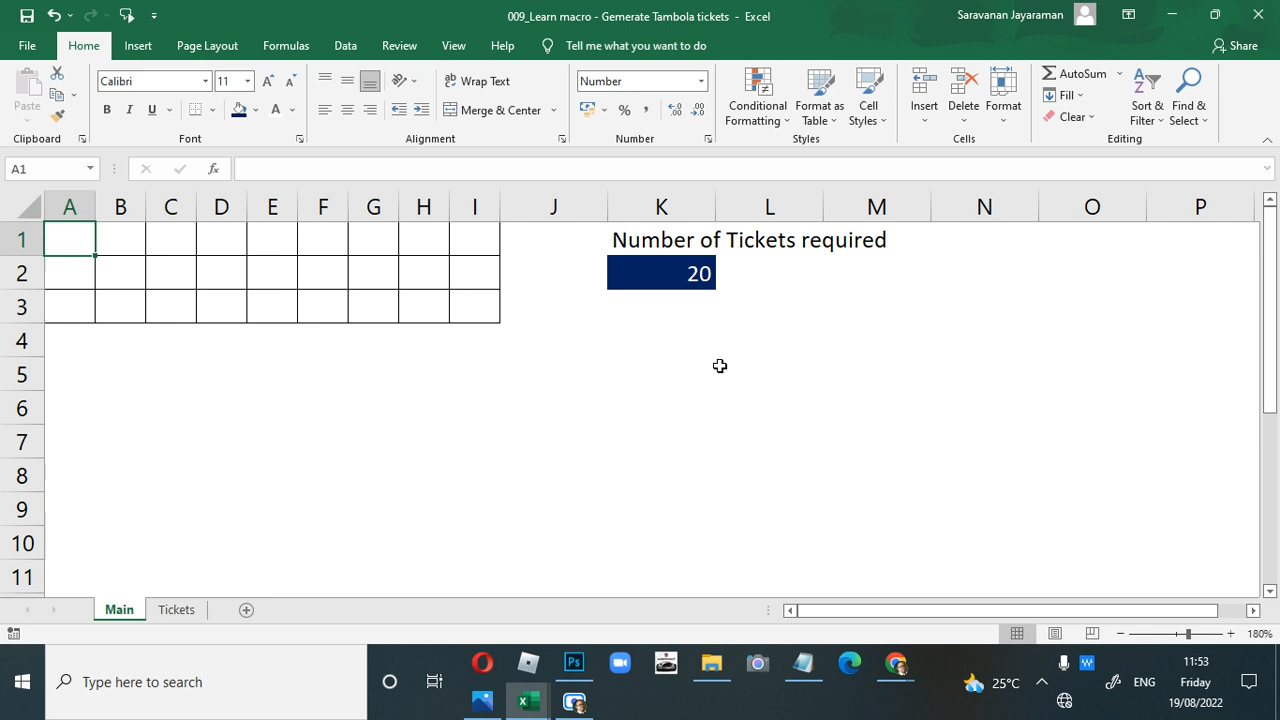 009_Learn macro - Gemerate Tambola tickets - Excel
Saravanan Jayaraman
File Home Insert Page Layout Formulas Data Review View Help Tell me what you want to do Share
Paste
Clipboard
Calibri 11
B I U A
Font
ab Wrap Text
Merge & Center
Alignment
Number
%
Number
Conditional Formatting
Format as Table
Cell Styles
Styles
Insert
Delete
Format
Cells
AutoSum
Fill
Clear
Sort & Filter
Find & Select
Editing
A1 fx
A B C D E F G H I J K L M N O P
1 Number of Tickets required
2 20
3
4
5
6
7
8
9
10
11
Main Tickets
180%
Type here to search
Ps
W
25°C
ENG
11:53
Friday
19/08/2022